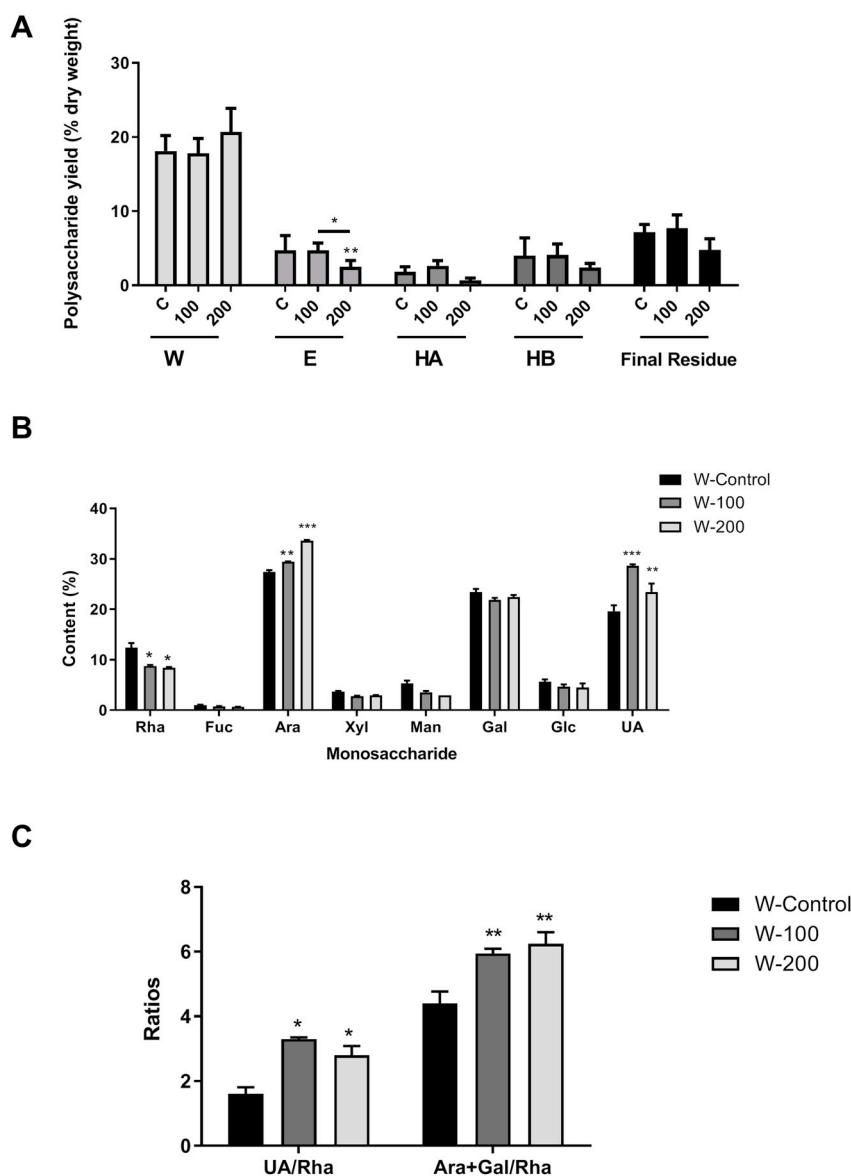 A
Polysaccharide yield (% dry weight)
30
20
10
0
*
**
C 100 200 C 100 200 C 100 200 C 100 200 C 100 200
W E HA HB Final Residue
B
W-Control
W-100
W-200
Content (%)
40
30
20
10
0
* * ** *** *** **
Rha Fuc Ara Xyl Man Gal Glc UA
Monosaccharide
C
W-Control
W-100
W-200
Ratios
8
6
4
2
0
* * ** **
UA/Rha Ara+Gal/Rha